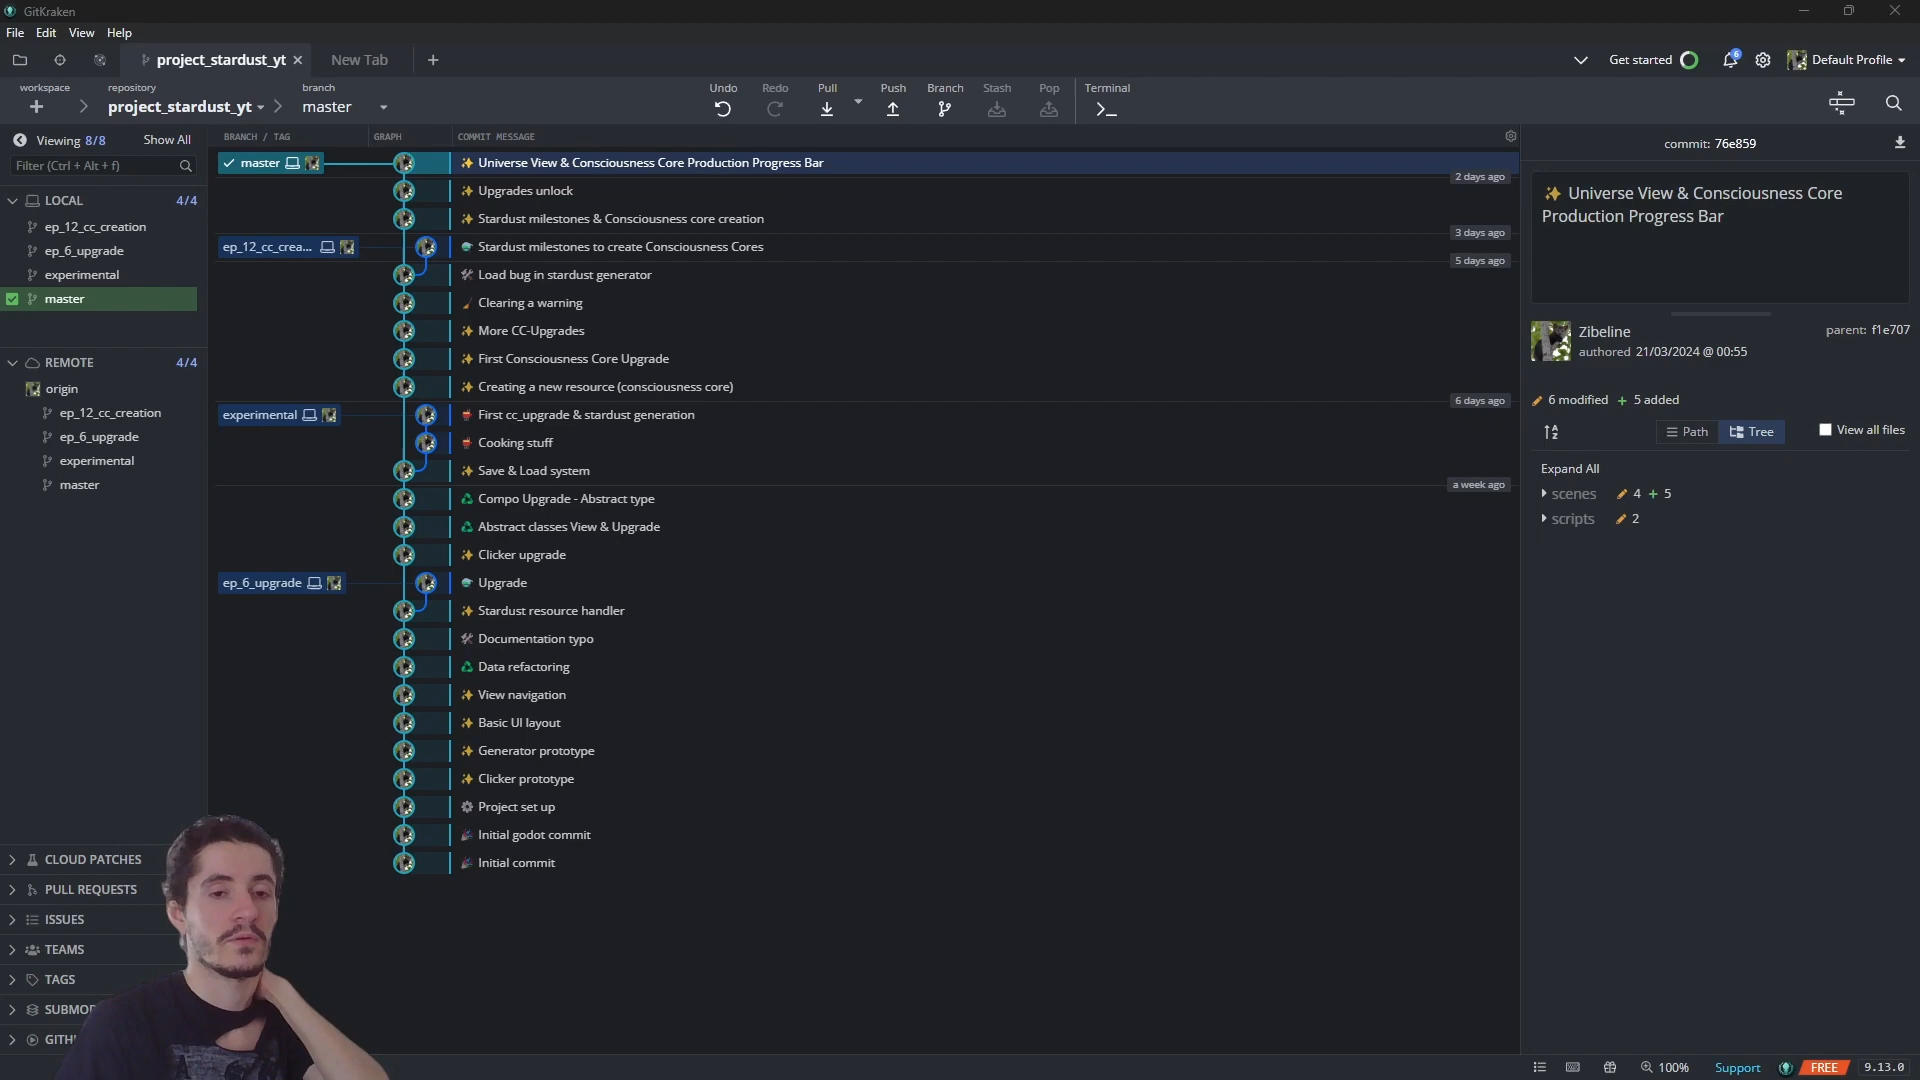 GitKraken
File Edit View Help
project_stardust_yt
New Tab
Get started
6
Default Profile
workspace
repository
project_stardust_yt
branch
master
Undo
Redo
Pull
Push
Branch
Stash
Pop
Terminal
Viewing 8/8
Show All
Filter (Ctrl + Alt + f)
LOCAL 4/4
ep_12_cc_creation
ep_6_upgrade
experimental
master
REMOTE 4/4
origin
ep_12_cc_creation
ep_6_upgrade
experimental
master
CLOUD PATCHES
PULL REQUESTS
ISSUES
TEAMS
TAGS
SUBMO
GITH
BRANCH / TAG
GRAPH
COMMIT MESSAGE
master
✨ Universe View & Consciousness Core Production Progress Bar
2 days ago
✨ Upgrades unlock
✨ Stardust milestones & Consciousness core creation
3 days ago
ep_12_cc_crea...
Stardust milestones to create Consciousness Cores
5 days ago
Load bug in stardust generator
Clearing a warning
✨ More CC-Upgrades
✨ First Consciousness Core Upgrade
✨ Creating a new resource (consciousness core)
6 days ago
experimental
First cc_upgrade & stardust generation
Cooking stuff
✨ Save & Load system
a week ago
Compo Upgrade - Abstract type
Abstract classes View & Upgrade
✨ Clicker upgrade
ep_6_upgrade
Upgrade
✨ Stardust resource handler
Documentation typo
Data refactoring
✨ View navigation
✨ Basic UI layout
✨ Generator prototype
✨ Clicker prototype
Project set up
Initial godot commit
Initial commit
commit: 76e859
✨ Universe View & Consciousness Core
Production Progress Bar
Zibeline
authored 21/03/2024 @ 00:55
parent: f1e707
6 modified + 5 added
Path
Tree
View all files
Expand All
scenes 4 + 5
scripts 2
100%
Support
FREE
9.13.0